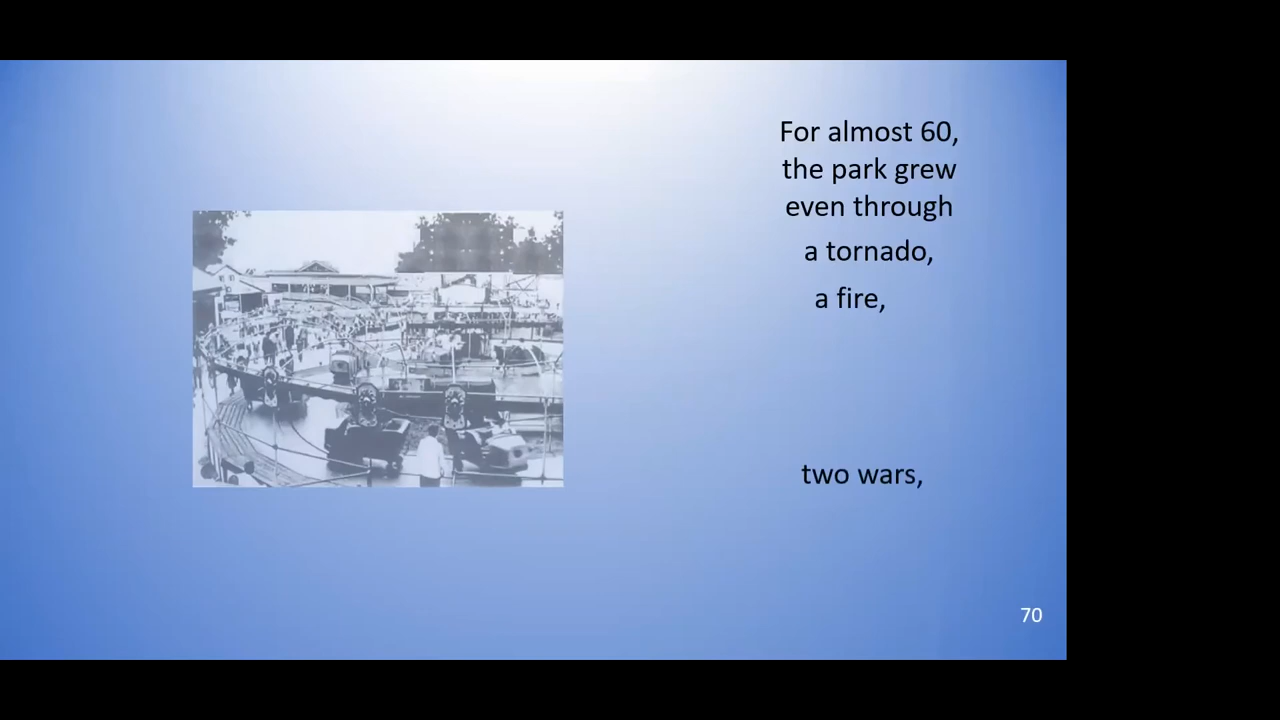 For almost 60,
the park grew
even through
a tornado,
a fire,
two wars,
70